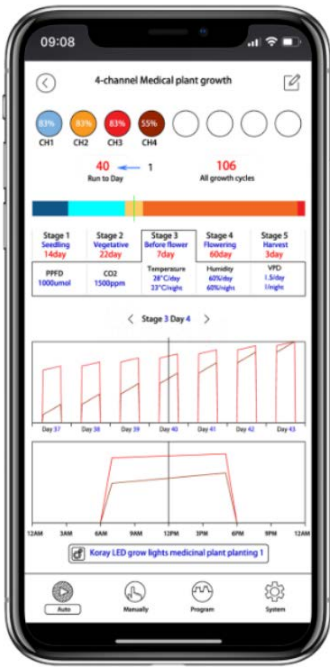 09:08
4-channel Medical plant growth
83% 83% 83% 55%
CH1 CH2 CH3 CH4
40 1 106
Run to Day All growth cycles
Stage 1 Stage 2 Stage 3 Stage 4 Stage 5
Seedling Vegetative Before flower Flowering Harvest
14day 22day 7day 60day 3day
PPFD CO2 Temperature Humidity VPD
1000umol 1500ppm 28°C/day 60%/day 1.5/day
23°C/night 60%/night
Stage 3 Day 4
Day 37 Day 38 Day 39 Day 40 Day 41 Day 42 Day 43
12AM 3AM 6AM 9AM 12PM 3PM 6PM 9PM 12AM
Koray LED grow lights medicinal plant planting 1
Auto Manually Program System